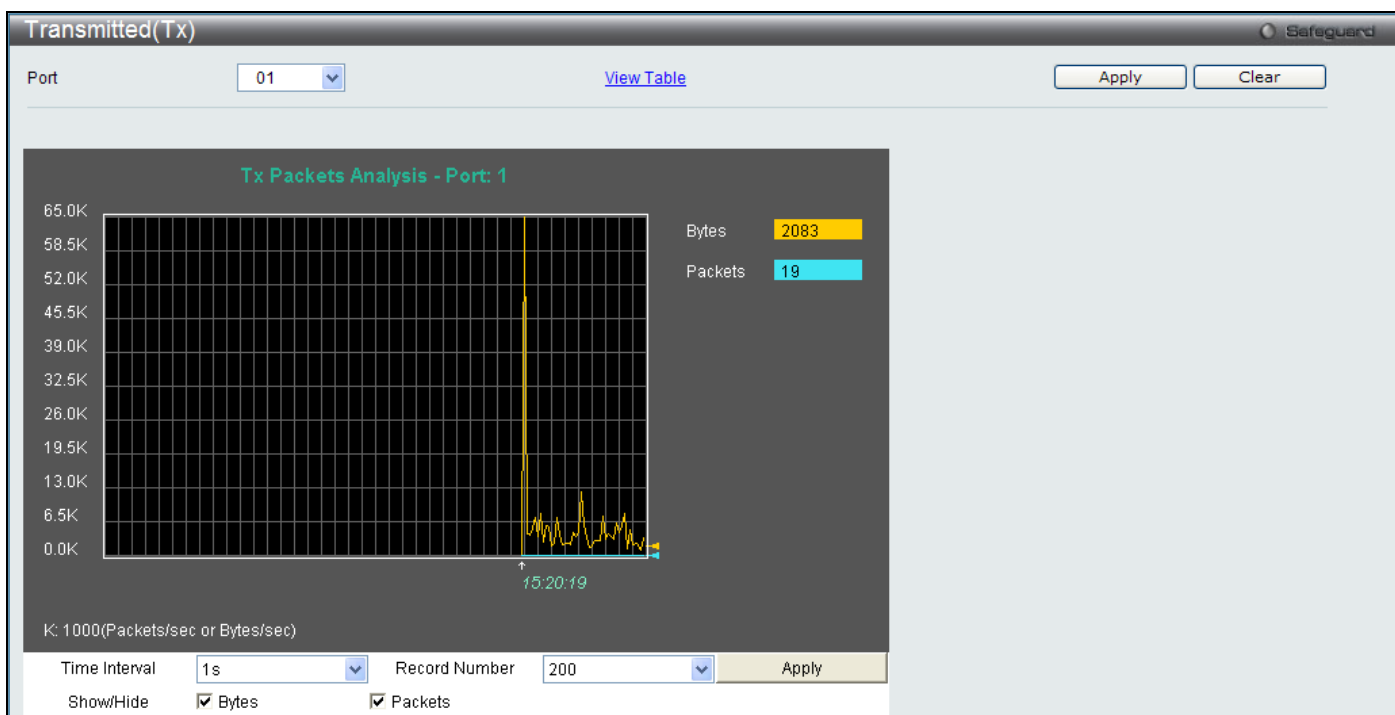 Transmitted(Tx)
Safeguard
Port 01 View Table Apply Clear
Tx Packets Analysis - Port: 1
65.0K
58.5K
52.0K
45.5K
39.0K
32.5K
26.0K
19.5K
13.0K
6.5K
0.0K
Bytes 2083
Packets 19
15:20:19
K: 1000(Packets/sec or Bytes/sec)
Time Interval 1s Record Number 200 Apply
Show/Hide Bytes Packets